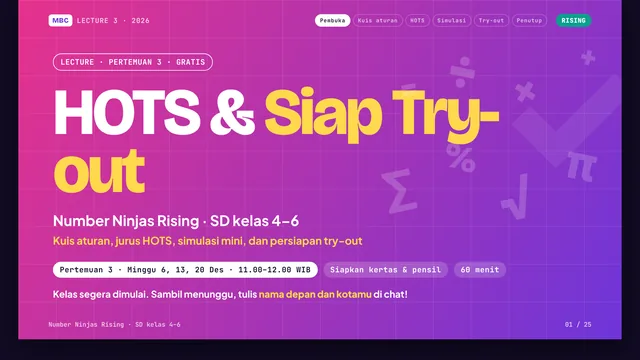 MBC LECTURE 3 · 2026
Pembuka Kuis aturan HOTS Simulasi Try-out Penutup RISING
LECTURE · PERTEMUAN 3 · GRATIS
HOTS & Siap Try-
out
Number Ninjas Rising · SD kelas 4–6
Kuis aturan, jurus HOTS, simulasi mini, dan persiapan try-out
Pertemuan 3 · Minggu 6, 13, 20 Des · 11.00–12.00 WIB Siapkan kertas & pensil 60 menit
Kelas segera dimulai. Sambil menunggu, tulis nama depan dan kotamu di chat!
Number Ninjas Rising · SD kelas 4–6 01 / 25